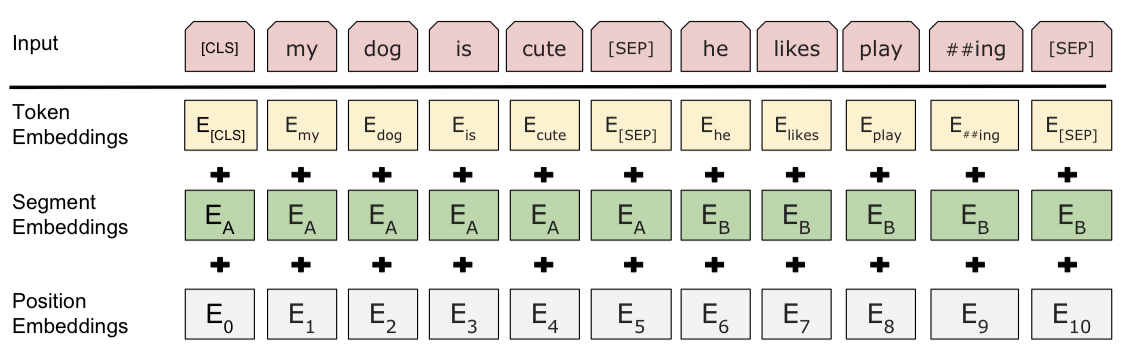 Input [CLS] my dog is cute [SEP] he likes play ##ing [SEP]
Token
Embeddings E[CLS] Emy Edog Eis Ecute E[SEP] Ehe Elikes Eplay E##ing E[SEP]
Segment
Embeddings EA EA EA EA EA EA EB EB EB EB EB
Position
Embeddings E0 E1 E2 E3 E4 E5 E6 E7 E8 E9 E10